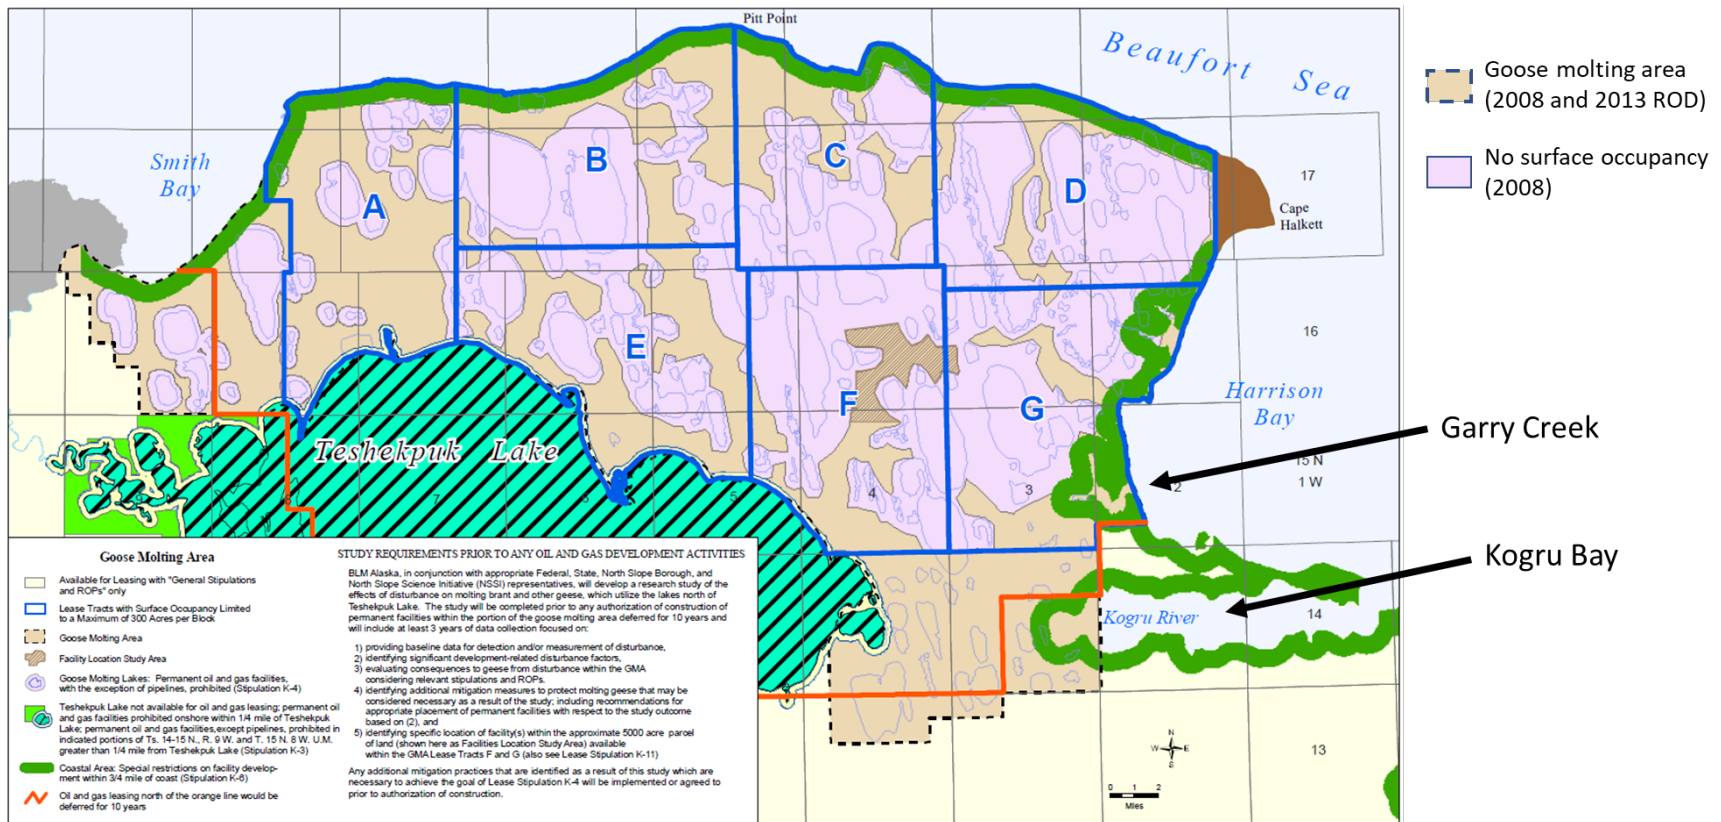 Pitt Point
Beaufort Sea
Goose molting area
(2008 and 2013 ROD)
No surface occupancy
(2008)
Smith
Bay
A
B
C
D
17
Cape
Halkett
E
F
G
16
Harrison
Bay
Garry Creek
15 N
1 W
2
3
4
5
6
7
8
9
Teshekpuk Lake
Kogru Bay
Kogru River
14
13
N
W E
S
0 1 2
Miles
Goose Molting Area
Available for Leasing with "General Stipulations
and ROPs" only
Lease Tracts with Surface Occupancy Limited
to a Maximum of 300 Acres per Block
Goose Molting Area
Facility Location Study Area
Goose Molting Lakes: Permanent oil and gas facilities,
with the exception of pipelines, prohibited (Stipulation K-4)
Teshekpuk Lake not available for oil and gas leasing; permanent oil
and gas facilities prohibited onshore within 1/4 mile of Teshekpuk
Lake; permanent oil and gas facilities,except pipelines, prohibited in
indicated portions of Ts. 14-15 N., R. 9 W. and T. 15 N. 8 W. U.M.
greater than 1/4 mile from Teshekpuk Lake (Stipulation K-3)
Coastal Area: Special restrictions on facility develop-
ment within 3/4 mile of coast (Stipulation K-6)
Oil and gas leasing north of the orange line would be
deferred for 10 years
STUDY REQUIREMENTS PRIOR TO ANY OIL AND GAS DEVELOPMENT ACTIVITIES
BLM Alaska, in conjunction with appropriate Federal, State, North Slope Borough, and
North Slope Science Initiative (NSSI) representatives, will develop a research study of the
effects of disturbance on molting brant and other geese, which utilize the lakes north of
Teshekpuk Lake. The study will be completed prior to any authorization of construction of
permanent facilities within the portion of the goose molting area deferred for 10 years and
will include at least 3 years of data collection focused on:
1) providing baseline data for detection and/or measurement of disturbance,
2) identifying significant development-related disturbance factors,
3) evaluating consequences to geese from disturbance within the GMA
considering relevant stipulations and ROPs.
4) identifying additional mitigation measures to protect molting geese that may be
considered necessary as a result of the study; including recommendations for
appropriate placement of permanent facilities with respect to the study outcome
based on (2), and
5) identifying specific location of facility(s) within the approximate 5000 acre parcel
of land (shown here as Facilities Location Study Area) available
within the GMA Lease Tracts F and G (also see Lease Stipulation K-11)
Any additional mitigation practices that are identified as a result of this study which are
necessary to achieve the goal of Lease Stipulation K-4 will be implemented or agreed to
prior to authorization of construction.